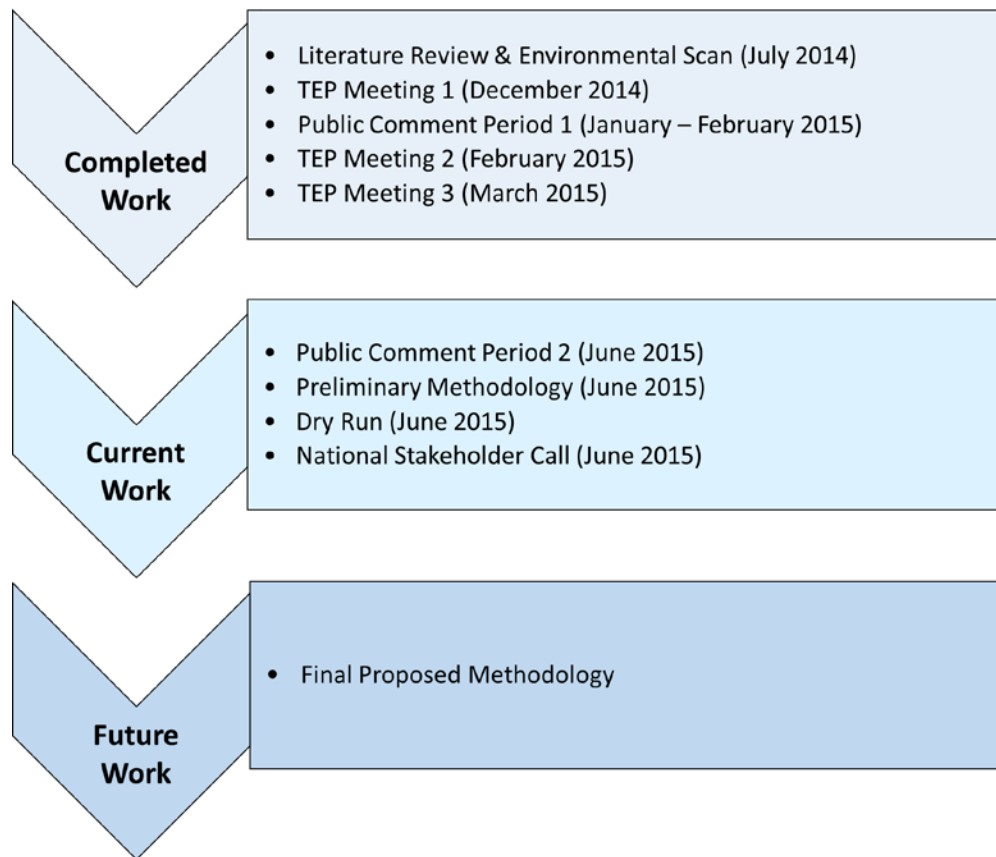 Completed
Work
• Literature Review & Environmental Scan (July 2014)
• TEP Meeting 1 (December 2014)
• Public Comment Period 1 (January – February 2015)
• TEP Meeting 2 (February 2015)
• TEP Meeting 3 (March 2015)
Current
Work
• Public Comment Period 2 (June 2015)
• Preliminary Methodology (June 2015)
• Dry Run (June 2015)
• National Stakeholder Call (June 2015)
Future
Work
• Final Proposed Methodology